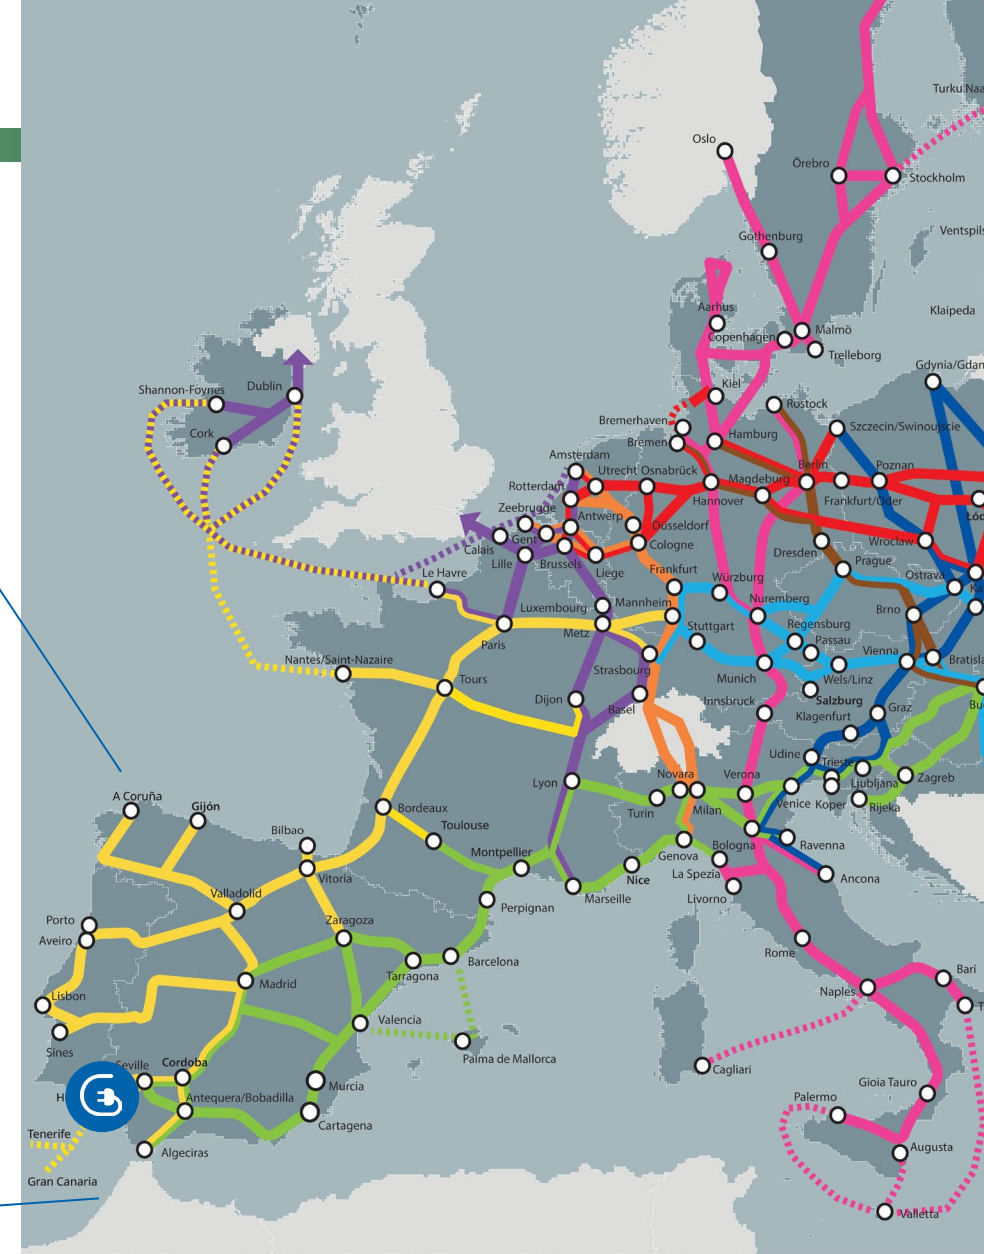 Turku Naa
Oslo
Örebro
Stockholm
Ventspils
Gothenburg
Aarhus
Klaipeda
Copenhagen
Malmö
Trelleborg
Gdynia/Gdan
Shannon-Foynes
Dublin
Kiel
Rostock
Cork
Bremerhaven
Bremen
Hamburg
Szczecin/Swinoujscie
Amsterdam
Utrecht
Osnabrück
Magdeburg
Berlin
Poznan
Rotterdam
Hannover
Frankfurt/Oder
Zeebrugge
Antwerp
Düsseldorf
Łód
Calais
Gent
Cologne
Wroclaw
Lille
Brussels
Liege
Dresden
Prague
Le Havre
Frankfurt
Würzburg
Ostrava
Ka
Luxembourg
Mannheim
Nuremberg
Brno
Paris
Metz
Stuttgart
Regensburg
Passau
Vienna
Bratisla
Nantes/Saint-Nazaire
Strasbourg
Munich
Wels/Linz
Tours
Dijon
Basel
Innsbruck
Salzburg
Graz
Bu
Klagenfurt
Udine
Trieste
Lyon
Novara
Verona
Ljubljana
Zagreb
A Coruña
Gijón
Bordeaux
Turin
Milan
Venice
Koper
Rijeka
Bilbao
Toulouse
Montpellier
Genova
Bologna
Ravenna
Vitoria
Nice
La Spezia
Ancona
Valladolid
Marseille
Livorno
Perpignan
Porto
Aveiro
Zaragoza
Rome
Barcelona
Tarragona
Bari
Madrid
Naples
T
Lisbon
Valencia
Sines
Palma de Mallorca
Seville
Cordoba
Cagliari
H
Antequera/Bobadilla
Murcia
Gioia Tauro
Palermo
Cartagena
Tenerife
Algeciras
Augusta
Gran Canaria
Valletta